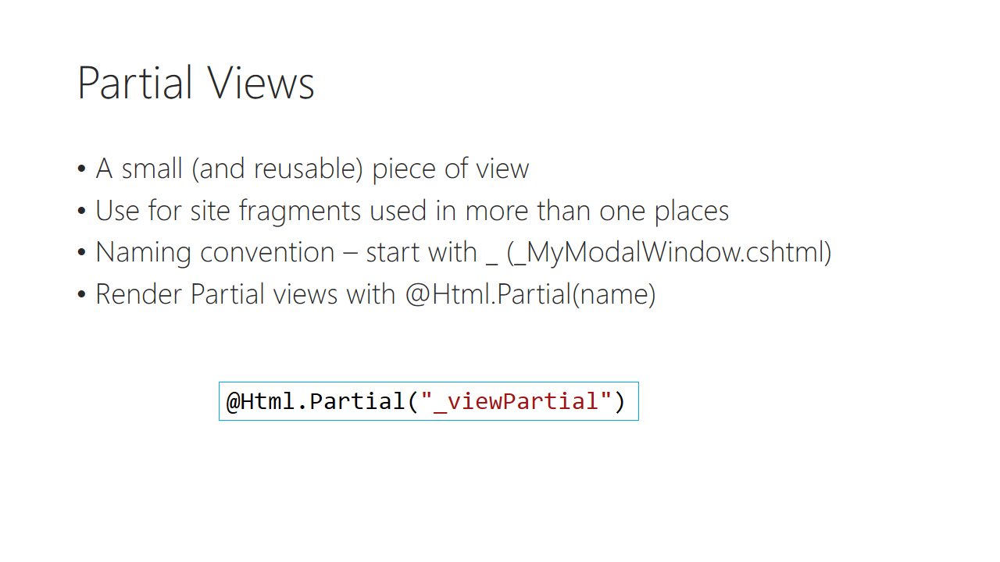 Partial Views
• A small (and reusable) piece of view
• Use for site fragments used in more than one places
• Naming convention – start with _ (_MyModalWindow.cshtml)
• Render Partial views with @Html.Partial(name)
@Html.Partial("_viewPartial")